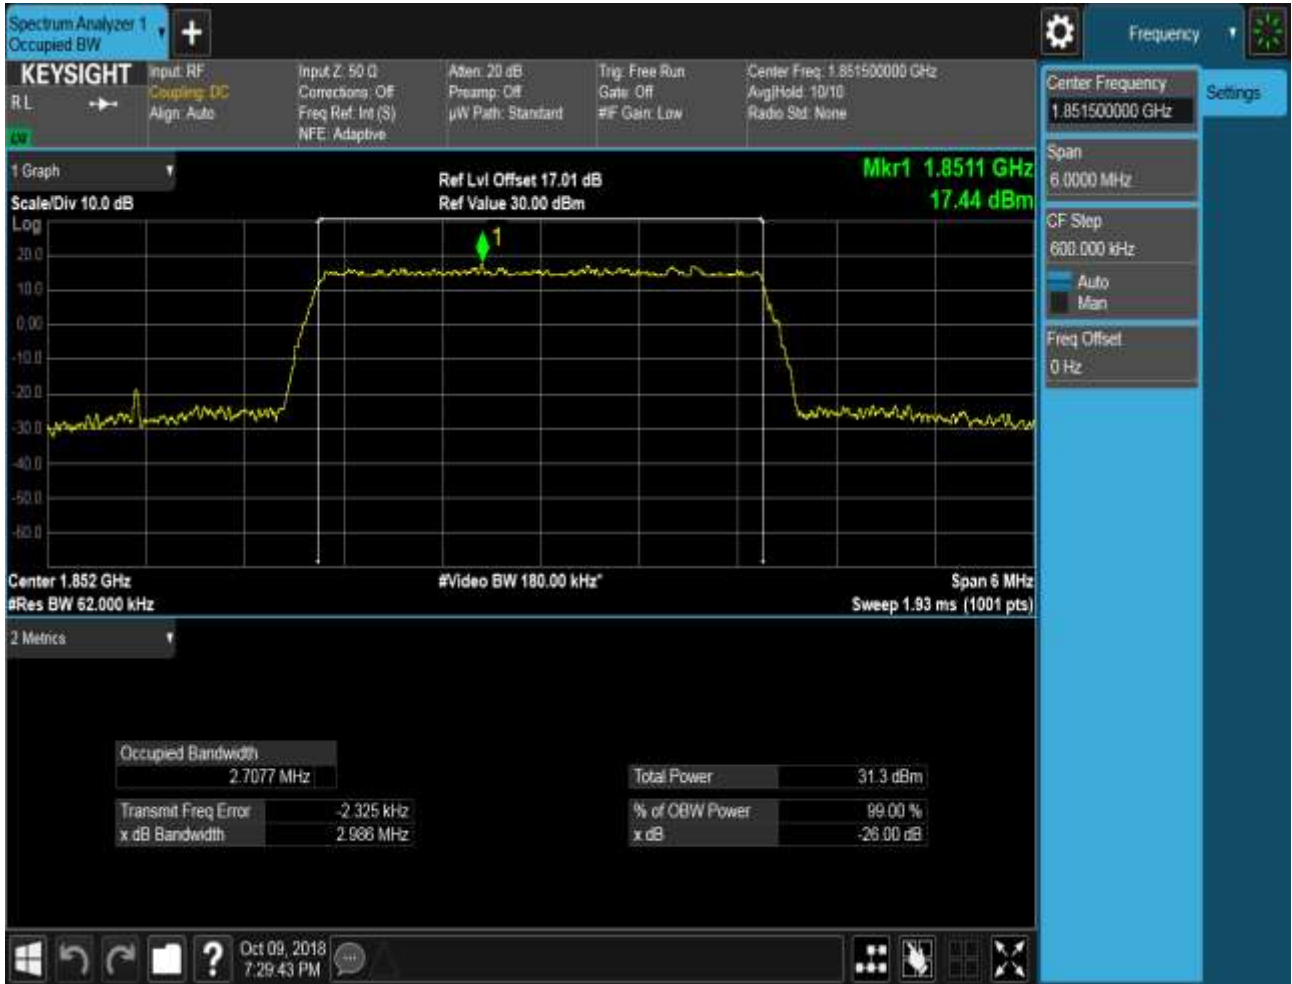 Spectrum Analyzer 1
Occupied BW
+
Frequency
KEYSIGHT
R L
Input: RF
Coupling: DC
Align: Auto
Input Z: 50 Ω
Corrections: Off
Freq Ref: Int (S)
NFE: Adaptive
Atten: 20 dB
Preamp: Off
µW Path: Standard
Trig: Free Run
Gate: Off
#IF Gain: Low
Center Freq: 1.851500000 GHz
Avg|Hold: 10/10
Radio Std: None
Center Frequency
1.851500000 GHz
Settings
Span
6.0000 MHz
CF Step
600.000 kHz
Auto
Man
Freq Offset
0 Hz
1 Graph
Scale/Div 10.0 dB
Ref Lvl Offset 17.01 dB
Ref Value 30.00 dBm
Mkr1 1.8511 GHz
17.44 dBm
Log
1
20.0
10.0
0.00
-10.0
-20.0
-30.0
-40.0
-50.0
-60.0
Center 1.852 GHz
#Video BW 180.00 kHz*
Span 6 MHz
#Res BW 62.000 kHz
Sweep 1.93 ms (1001 pts)
2 Metrics
Occupied Bandwidth
2.7077 MHz
Total Power 31.3 dBm
Transmit Freq Error -2.325 kHz
% of OBW Power 99.00 %
x dB Bandwidth 2.986 MHz
x dB -26.00 dB
?
Oct 09, 2018
7:29:43 PM